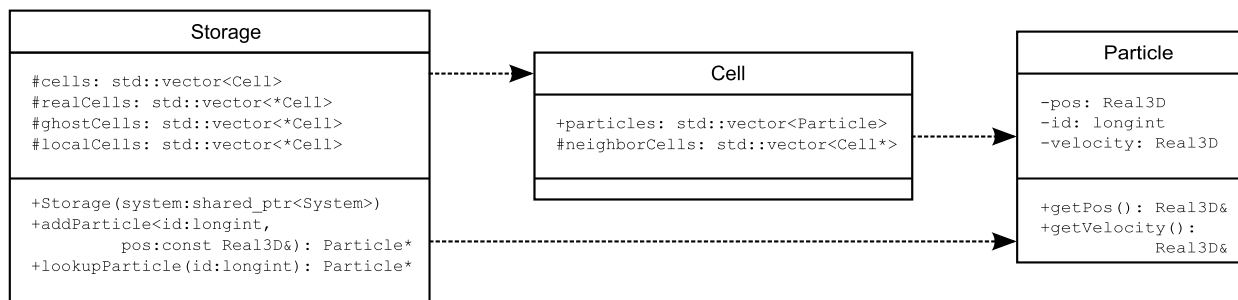 Storage
#cells: std::vector<Cell>
#realCells: std::vector<*Cell>
#ghostCells: std::vector<*Cell>
#localCells: std::vector<*Cell>
+Storage(system:shared_ptr<System>)
+addParticle<id:longint,
pos:const Real3D&): Particle*
+lookupParticle(id:longint): Particle*
Cell
+particles: std::vector<Particle>
#neighborCells: std::vector<Cell*>
Particle
-pos: Real3D
-id: longint
-velocity: Real3D
+getPos(): Real3D&
+getVelocity():
Real3D&